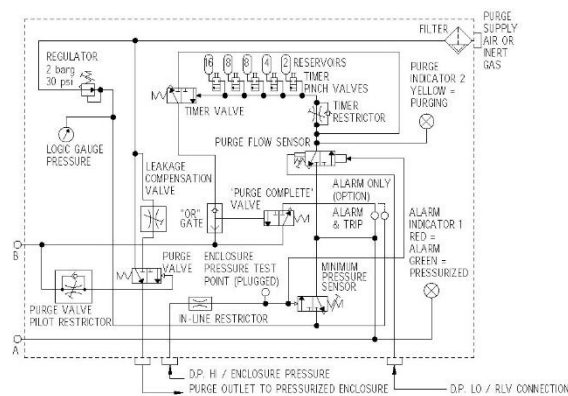 FILTER
PURGE
SUPPLY
AIR OR
INERT
GAS
REGULATOR
2 barg
30 psi
16 8 8 4 2 RESERVOIRS
TIMER
PINCH VALVES
TIMER VALVE
TIMER
RESTRICTOR
PURGE
INDICATOR 2
YELLOW =
PURGING
LOGIC GAUGE
PRESSURE
PURGE FLOW SENSOR
LEAKAGE
COMPENSATION
VALVE
"OR"
GATE
'PURGE COMPLETE'
VALVE
ALARM ONLY
(OPTION)
ALARM
& TRIP
ALARM
INDICATOR 1
RED =
ALARM
GREEN =
PRESSURIZED
B
PURGE
VALVE
ENCLOSURE
PRESSURE TEST
POINT (PLUGGED)
MINIMUM
PRESSURE
SENSOR
PURGE VALVE
PILOT RESTRICTOR
IN-LINE RESTRICTOR
A
D.P. HI / ENCLOSURE PRESSURE
PURGE OUTLET TO PRESSURIZED ENCLOSURE
D.P. LO / RLV CONNECTION